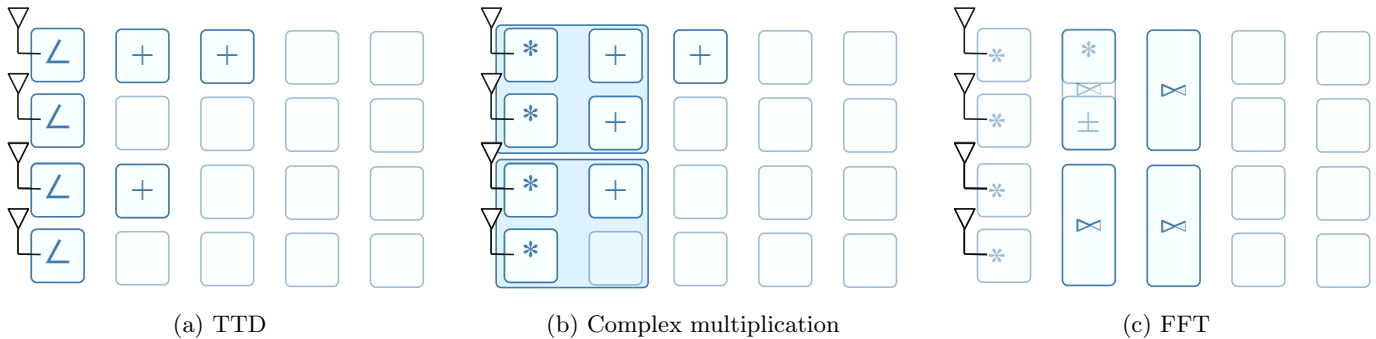 ∠ + + * + + * ⋈
∠ * + * ⋈ ±
∠ + * + * ⋈ ⋈
∠ * *
(a) TTD (b) Complex multiplication (c) FFT